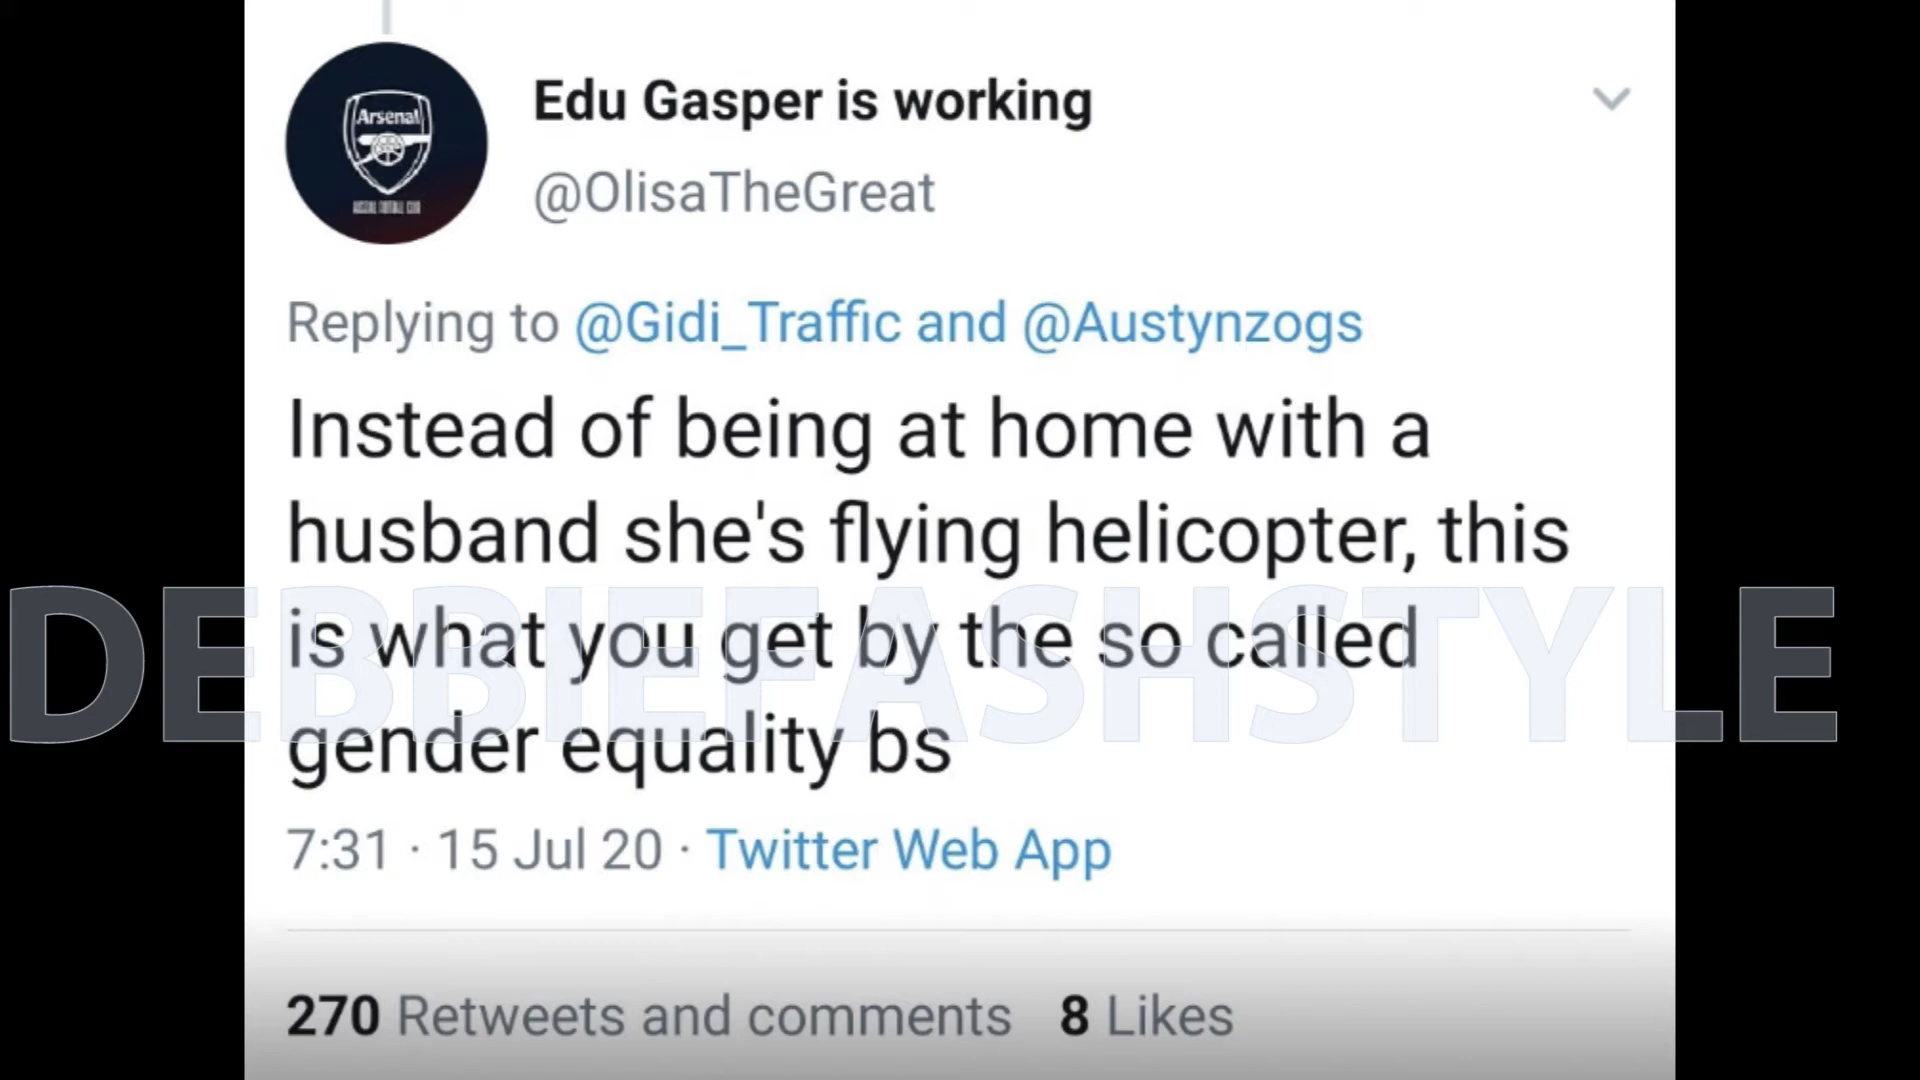 Arsenal
Edu Gasper is working
@OlisaTheGreat
Replying to @Gidi_Traffic and @Austynzogs
Instead of being at home with a
husband she's flying helicopter, this
is what you get by the so called
gender equality bs
DEBBIEFASHSTYLE
7:31 · 15 Jul 20 · Twitter Web App
270 Retweets and comments 8 Likes